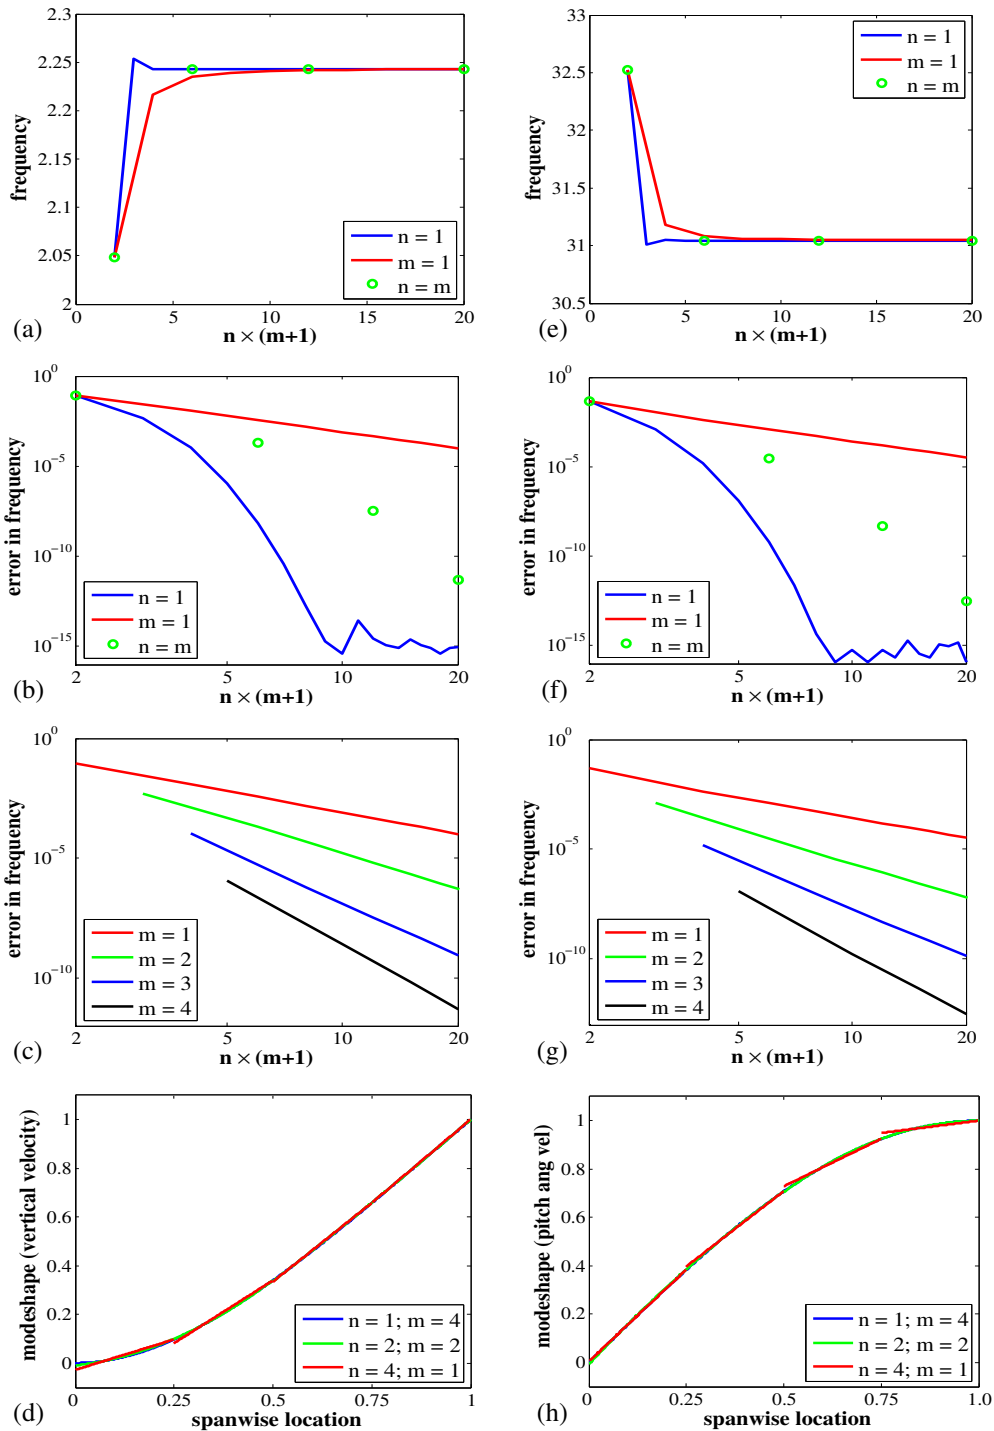 2.3
2.25
2.2
2.15
2.1
2.05
2
frequency
n = 1
m = 1
n = m
0
5
10
15
20
n × (m+1)
(a)
33
32.5
32
31.5
31
30.5
frequency
n = 1
m = 1
n = m
0
5
10
15
20
n × (m+1)
(e)
10^0
10^-5
10^-10
10^-15
error in frequency
n = 1
m = 1
n = m
2
5
10
20
n × (m+1)
(b)
10^0
10^-5
10^-10
10^-15
error in frequency
n = 1
m = 1
n = m
2
5
10
20
n × (m+1)
(f)
10^0
10^-5
10^-10
error in frequency
m = 1
m = 2
m = 3
m = 4
2
5
10
20
n × (m+1)
(c)
10^0
10^-5
10^-10
error in frequency
m = 1
m = 2
m = 3
m = 4
2
5
10
20
n × (m+1)
(g)
1
0.8
0.6
0.4
0.2
0
modeshape (vertical velocity)
n = 1; m = 4
n = 2; m = 2
n = 4; m = 1
0
0.25
0.5
0.75
1
spanwise location
(d)
1
0.8
0.6
0.4
0.2
0
modeshape (pitch ang vel)
n = 1; m = 4
n = 2; m = 2
n = 4; m = 1
0
0.25
0.5
0.75
1.0
spanwise location
(h)